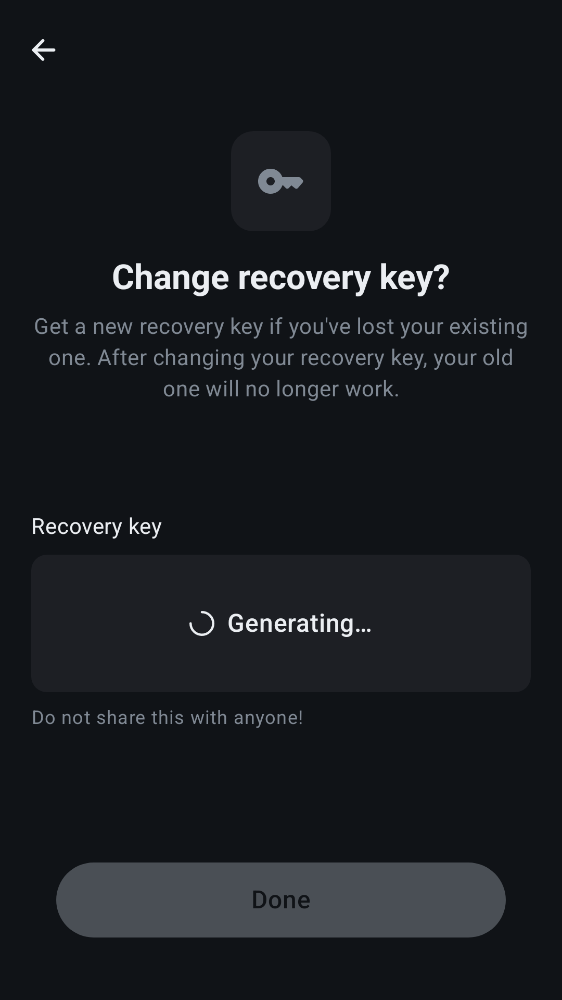 Change recovery key?
Get a new recovery key if you've lost your existing
one. After changing your recovery key, your old
one will no longer work.
Recovery key
Generating…
Do not share this with anyone!
Done